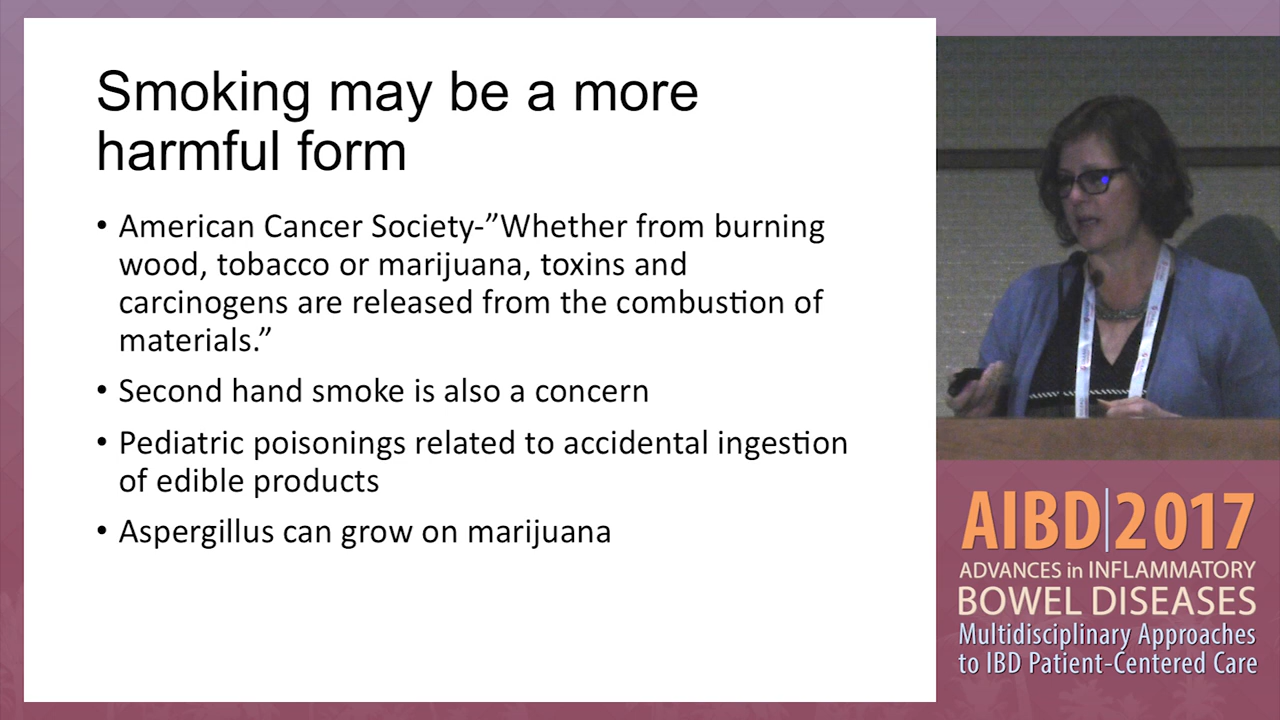 Smoking may be a more
harmful form
• American Cancer Society-”Whether from burning
wood, tobacco or marijuana, toxins and
carcinogens are released from the combustion of
materials.”
• Second hand smoke is also a concern
• Pediatric poisonings related to accidental ingestion
of edible products
• Aspergillus can grow on marijuana
AIBD|2017
ADVANCES in INFLAMMATORY
BOWEL DISEASES
Multidisciplinary Approaches
to IBD Patient-Centered Care